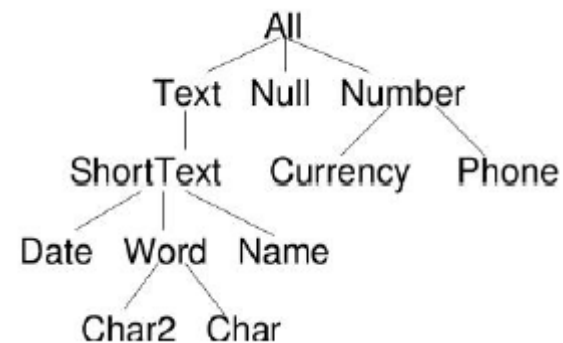 All
Text Null Number
ShortText Currency Phone
Date Word Name
Char2 Char